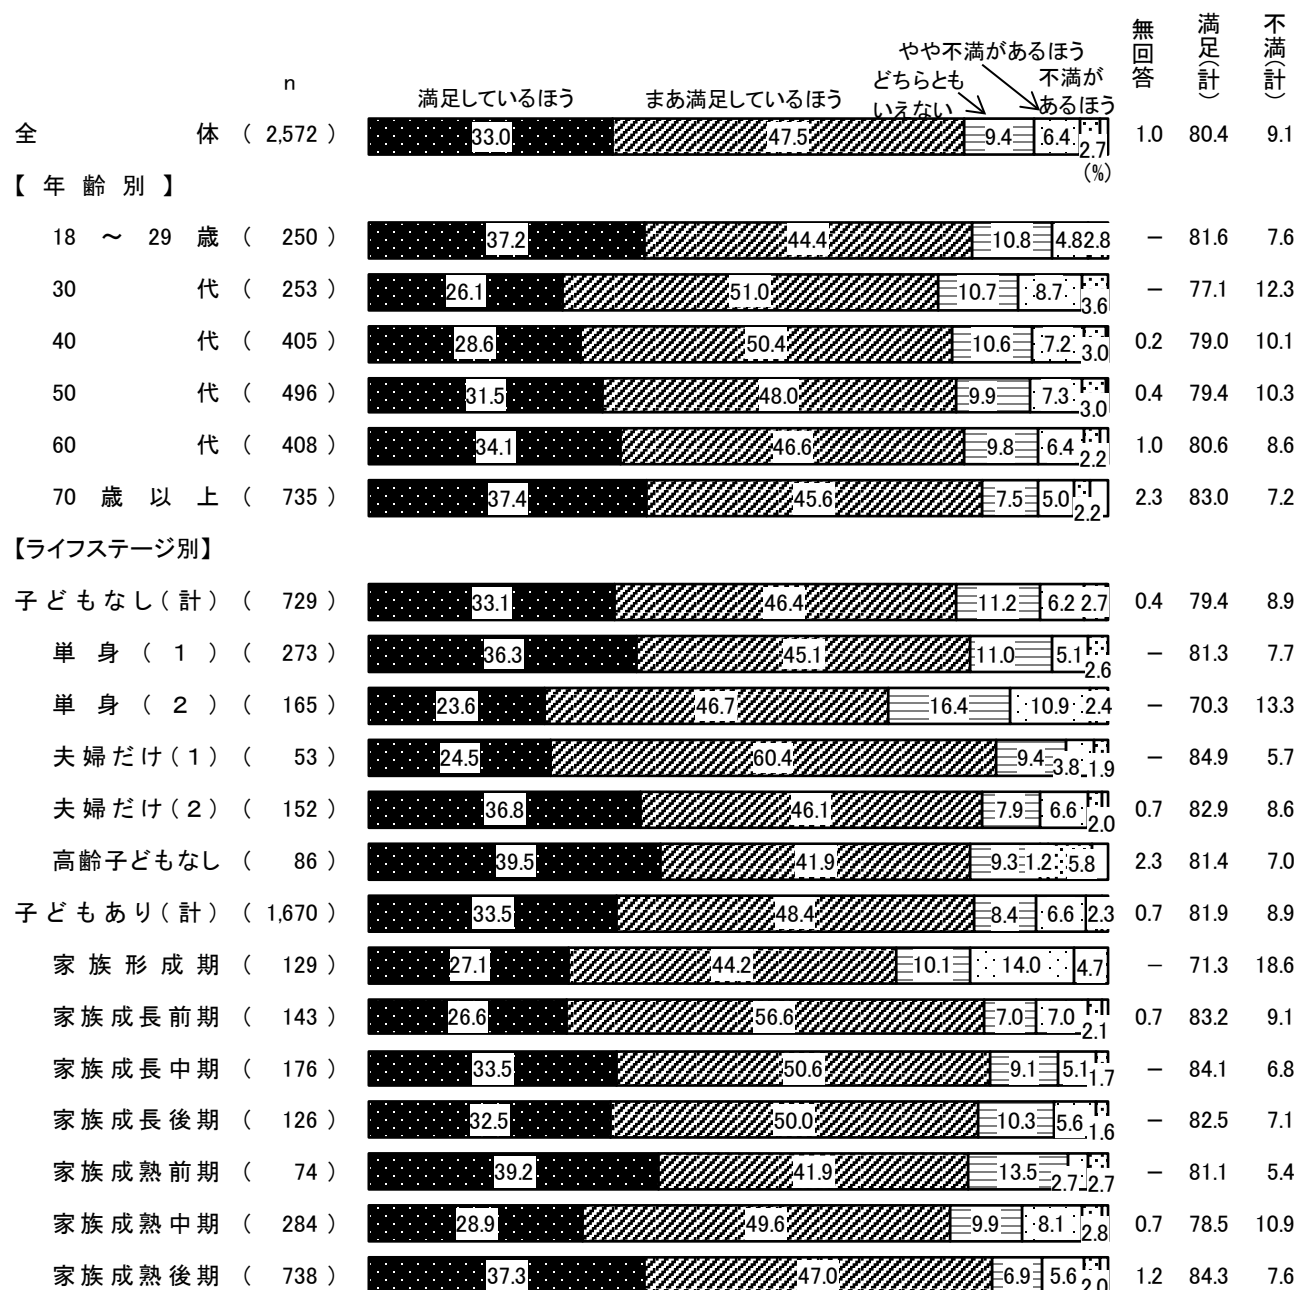 無回答 満足(計) 不満(計)
やや不満があるほう
n 満足しているほう まあ満足しているほう どちらともいえない 不満があるほう
全体 ( 2,572 ) 33.0 47.5 9.4 6.4 2.7 1.0 80.4 9.1
(%)
【年齢別】
18 ～ 29 歳 ( 250 ) 37.2 44.4 10.8 4.8 2.8 － 81.6 7.6
30 代 ( 253 ) 26.1 51.0 10.7 8.7 3.6 － 77.1 12.3
40 代 ( 405 ) 28.6 50.4 10.6 7.2 3.0 0.2 79.0 10.1
50 代 ( 496 ) 31.5 48.0 9.9 7.3 3.0 0.4 79.4 10.3
60 代 ( 408 ) 34.1 46.6 9.8 6.4 2.2 1.0 80.6 8.6
70 歳以上 ( 735 ) 37.4 45.6 7.5 5.0 2.2 2.3 83.0 7.2
【ライフステージ別】
子どもなし(計) ( 729 ) 33.1 46.4 11.2 6.2 2.7 0.4 79.4 8.9
単身(１) ( 273 ) 36.3 45.1 11.0 5.1 2.6 － 81.3 7.7
単身(２) ( 165 ) 23.6 46.7 16.4 10.9 2.4 － 70.3 13.3
夫婦だけ(１) ( 53 ) 24.5 60.4 9.4 3.8 1.9 － 84.9 5.7
夫婦だけ(２) ( 152 ) 36.8 46.1 7.9 6.6 2.0 0.7 82.9 8.6
高齢子どもなし ( 86 ) 39.5 41.9 9.3 1.2 5.8 2.3 81.4 7.0
子どもあり(計) ( 1,670 ) 33.5 48.4 8.4 6.6 2.3 0.7 81.9 8.9
家族形成期 ( 129 ) 27.1 44.2 10.1 14.0 4.7 － 71.3 18.6
家族成長前期 ( 143 ) 26.6 56.6 7.0 7.0 2.1 0.7 83.2 9.1
家族成長中期 ( 176 ) 33.5 50.6 9.1 5.1 1.7 － 84.1 6.8
家族成長後期 ( 126 ) 32.5 50.0 10.3 5.6 1.6 － 82.5 7.1
家族成熟前期 ( 74 ) 39.2 41.9 13.5 2.7 2.7 － 81.1 5.4
家族成熟中期 ( 284 ) 28.9 49.6 9.9 8.1 2.8 0.7 78.5 10.9
家族成熟後期 ( 738 ) 37.3 47.0 6.9 5.6 2.0 1.2 84.3 7.6